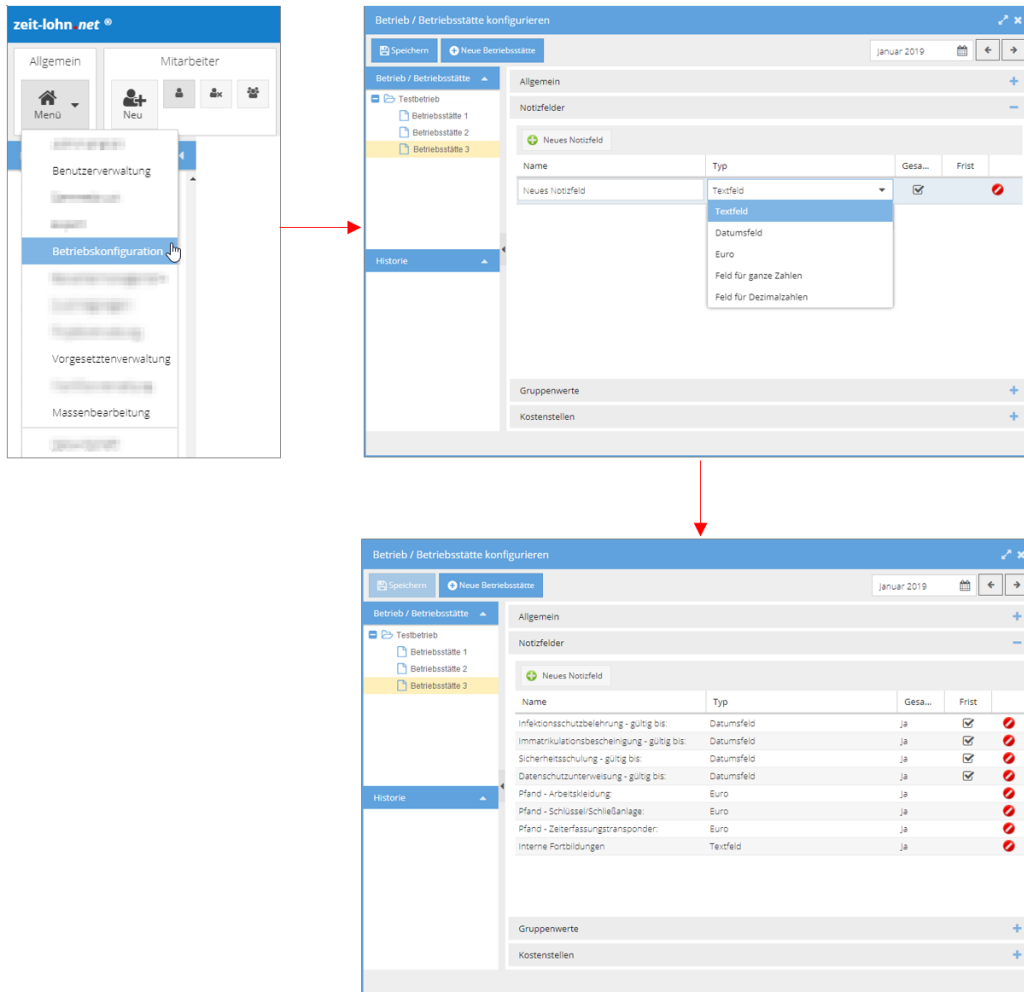 zeit-lohn.net ®
Allgemein
Mitarbeiter
Menü
Neu
Benutzerverwaltung
Betriebskonfiguration
Vorgesetztenverwaltung
Massenbearbeitung
Betrieb / Betriebsstätte konfigurieren
Speichern
Neue Betriebsstätte
Januar 2019
Betrieb / Betriebsstätte
Testbetrieb
Betriebsstätte 1
Betriebsstätte 2
Betriebsstätte 3
Historie
Allgemein
Notizfelder
Neues Notizfeld
Name Typ Gesa... Frist
Neues Notizfeld Textfeld
Textfeld
Datumsfeld
Euro
Feld für ganze Zahlen
Feld für Dezimalzahlen
Gruppenwerte
Kostenstellen
Betrieb / Betriebsstätte konfigurieren
Speichern
Neue Betriebsstätte
Januar 2019
Betrieb / Betriebsstätte
Testbetrieb
Betriebsstätte 1
Betriebsstätte 2
Betriebsstätte 3
Historie
Allgemein
Notizfelder
Neues Notizfeld
Name Typ Gesa... Frist
Infektionsschutzbelehrung - gültig bis: Datumsfeld Ja
Immatrikulationsbescheinigung - gültig bis: Datumsfeld Ja
Sicherheitsschulung - gültig bis: Datumsfeld Ja
Datenschutzunterweisung - gültig bis: Datumsfeld Ja
Pfand - Arbeitskleidung: Euro Ja
Pfand - Schlüssel/Schließanlage: Euro Ja
Pfand - Zeiterfassungstransponder: Euro Ja
Interne Fortbildungen Textfeld Ja
Gruppenwerte
Kostenstellen